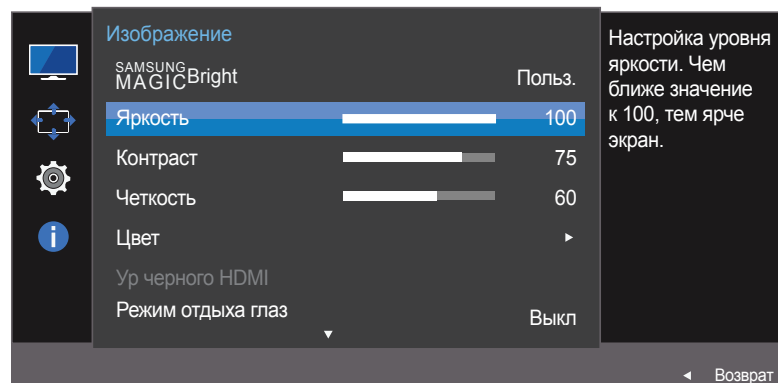 Изображение
SAMSUNG
MAGICBright Польз.
Яркость 100
Контраст 75
Четкость 60
Цвет
Ур черного HDMI
Режим отдыха глаз Выкл
Настройка уровня
яркости. Чем
ближе значение
к 100, тем ярче
экран.
Возврат